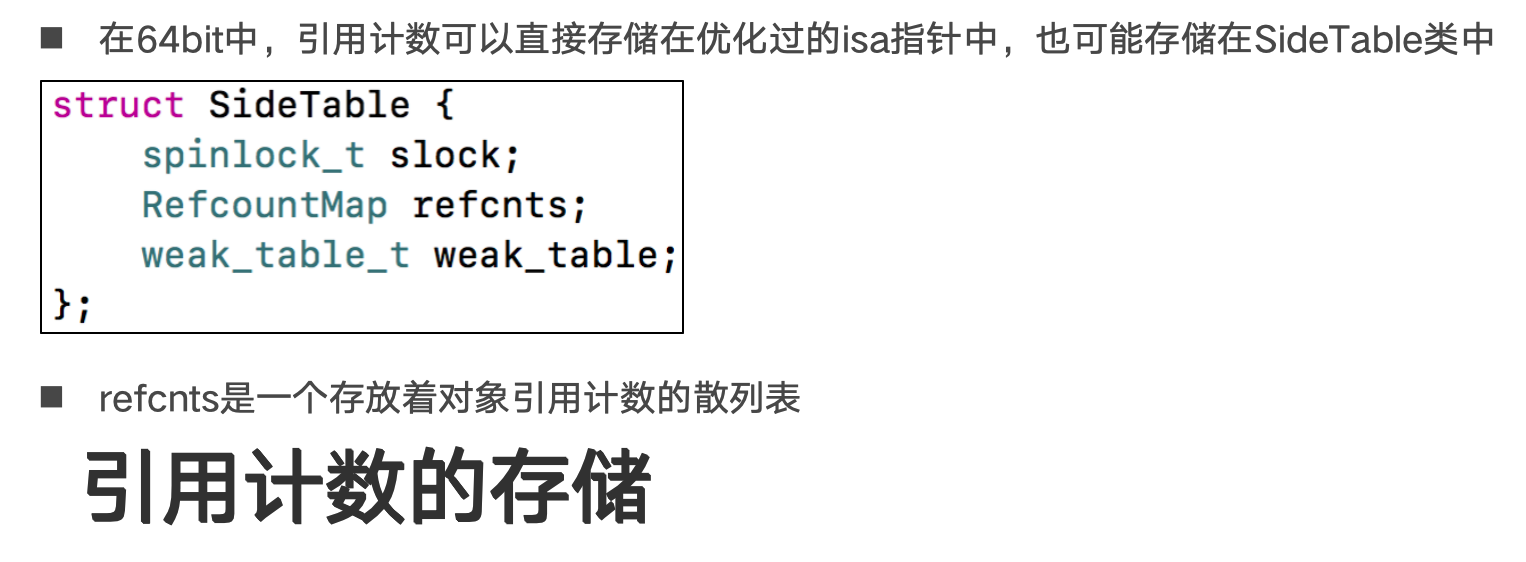 ■ 在64bit中，引用计数可以直接存储在优化过的isa指针中，也可能存储在SideTable类中
struct SideTable {
    spinlock_t slock;
    RefcountMap refcnts;
    weak_table_t weak_table;
};
■ refcnts是一个存放着对象引用计数的散列表
引用计数的存储